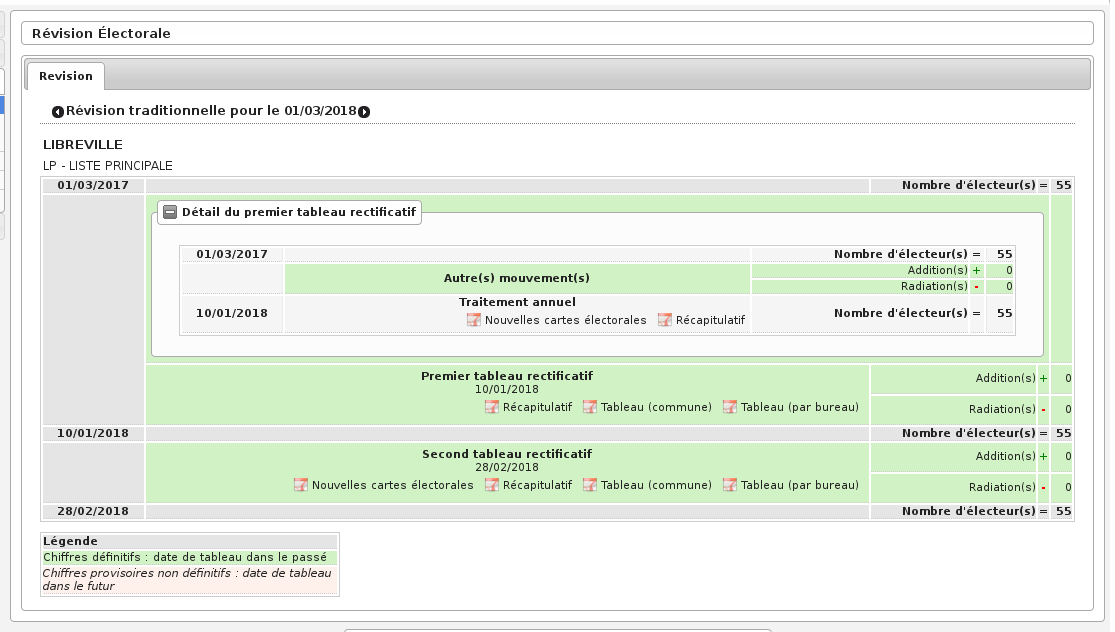 Révision Électorale
Revision
Révision traditionnelle pour le 01/03/2018
LIBREVILLE
LP - LISTE PRINCIPALE
01/03/2017 Nombre d'électeur(s) = 55
Détail du premier tableau rectificatif
01/03/2017 Nombre d'électeur(s) = 55
Autre(s) mouvement(s)
Addition(s) + 0
Radiation(s) - 0
Traitement annuel
10/01/2018 Nombre d'électeur(s) = 55
Nouvelles cartes électorales Récapitulatif
Premier tableau rectificatif
10/01/2018
Addition(s) + 0
Récapitulatif Tableau (commune) Tableau (par bureau)
Radiation(s) - 0
10/01/2018 Nombre d'électeur(s) = 55
Second tableau rectificatif
28/02/2018
Addition(s) + 0
Nouvelles cartes électorales Récapitulatif Tableau (commune) Tableau (par bureau)
Radiation(s) - 0
28/02/2018 Nombre d'électeur(s) = 55
Légende
Chiffres définitifs : date de tableau dans le passé
Chiffres provisoires non définitifs : date de tableau
dans le futur